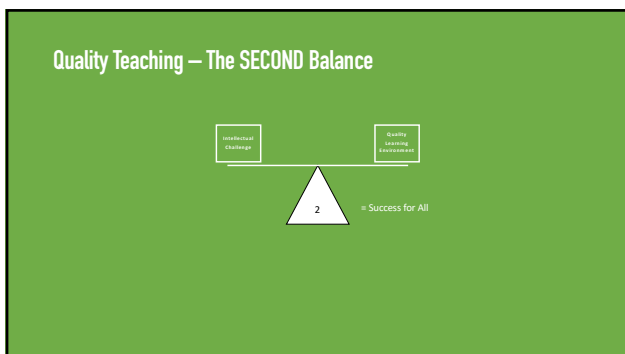 Quality Teaching – The SECOND Balance
Intellectual
Challenge
Quality
Learning
Environment
2
= Success for All